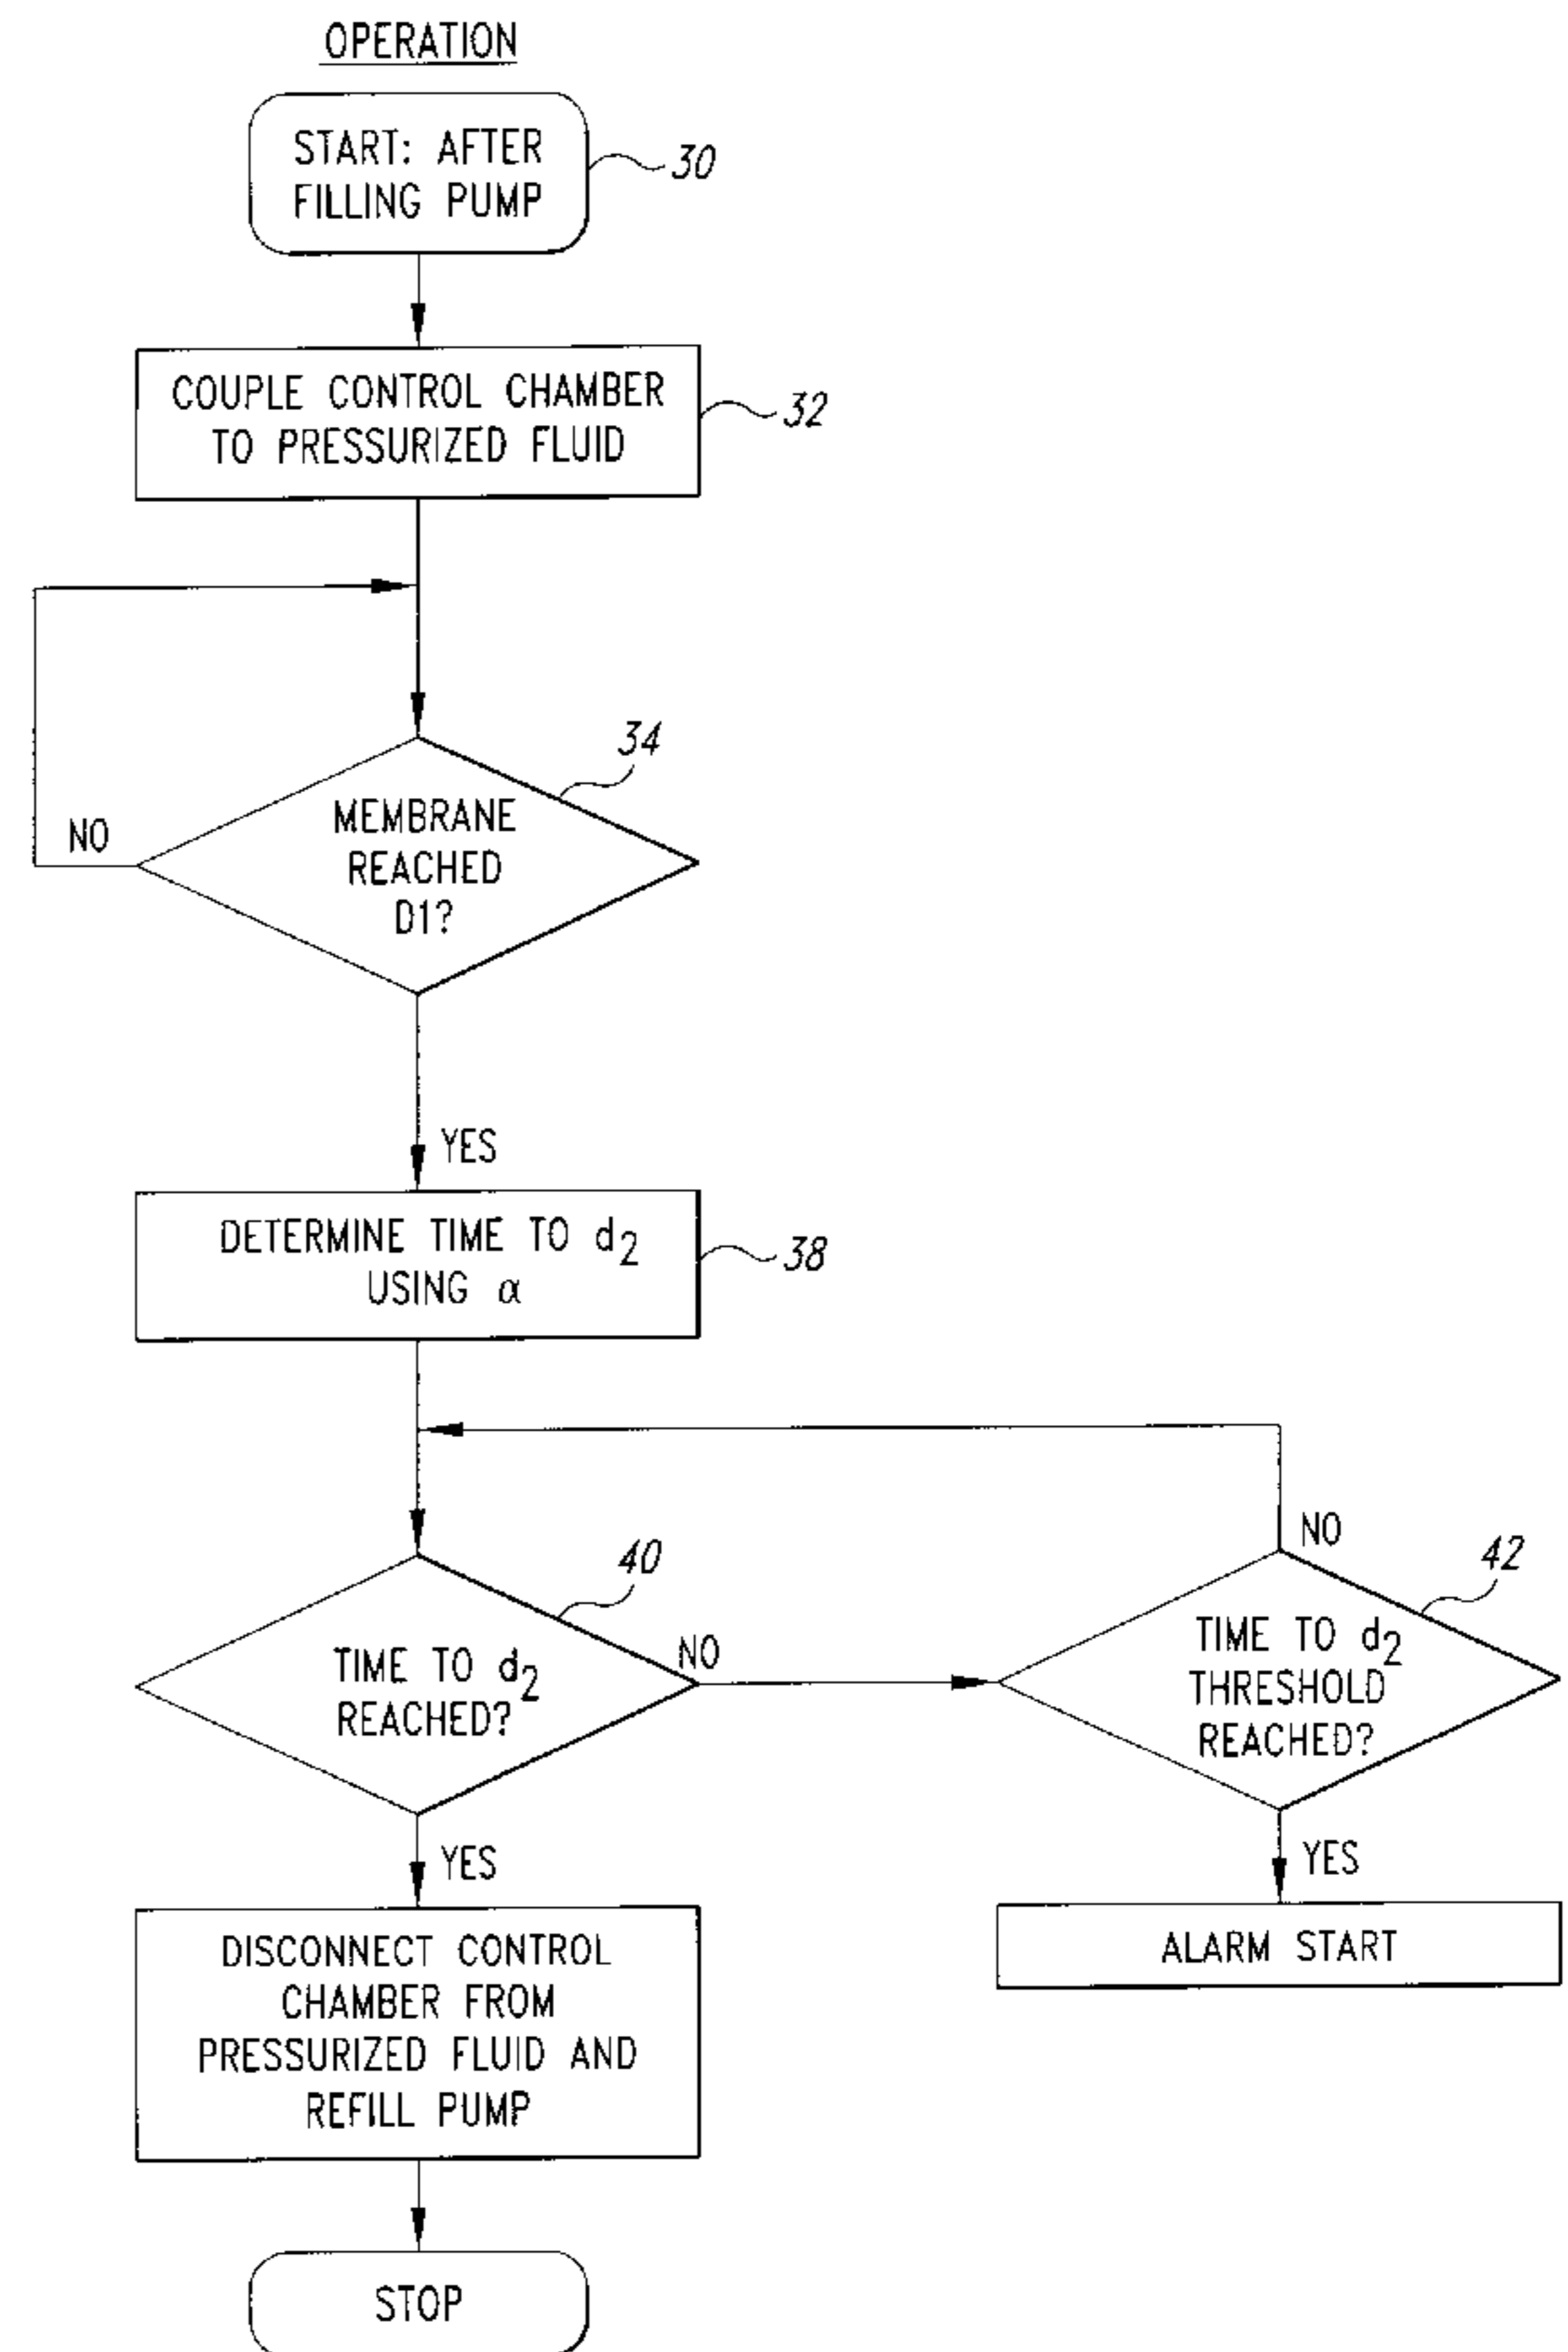 OPERATION
START: AFTER
FILLING PUMP
30
COUPLE CONTROL CHAMBER
TO PRESSURIZED FLUID
32
34
MEMBRANE
REACHED
D1?
NO
YES
DETERMINE TIME TO d₂
USING α
38
40
TIME TO d₂
REACHED?
NO
42
TIME TO d₂
THRESHOLD
REACHED?
NO
YES
YES
DISCONNECT CONTROL
CHAMBER FROM
PRESSURIZED FLUID AND
REFILL PUMP
ALARM START
STOP